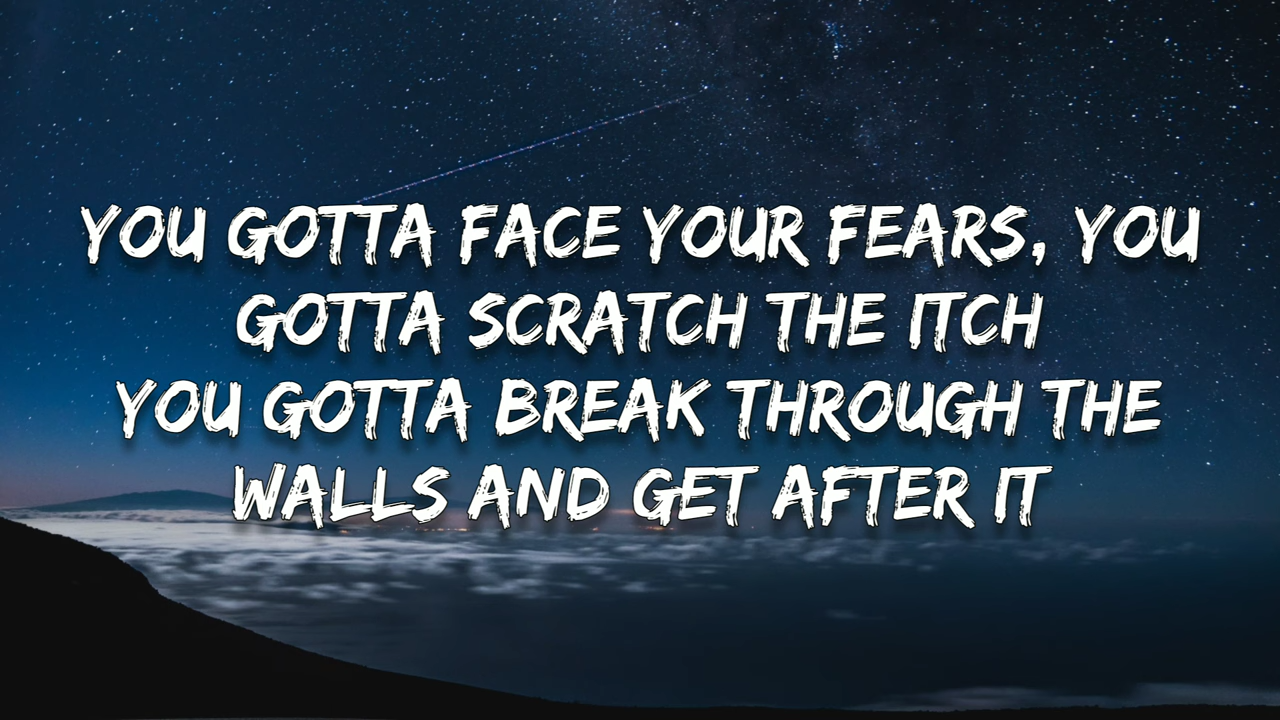 YOU GOTTA FACE YOUR FEARS, YOU
GOTTA SCRATCH THE ITCH
YOU GOTTA BREAK THROUGH THE
WALLS AND GET AFTER IT